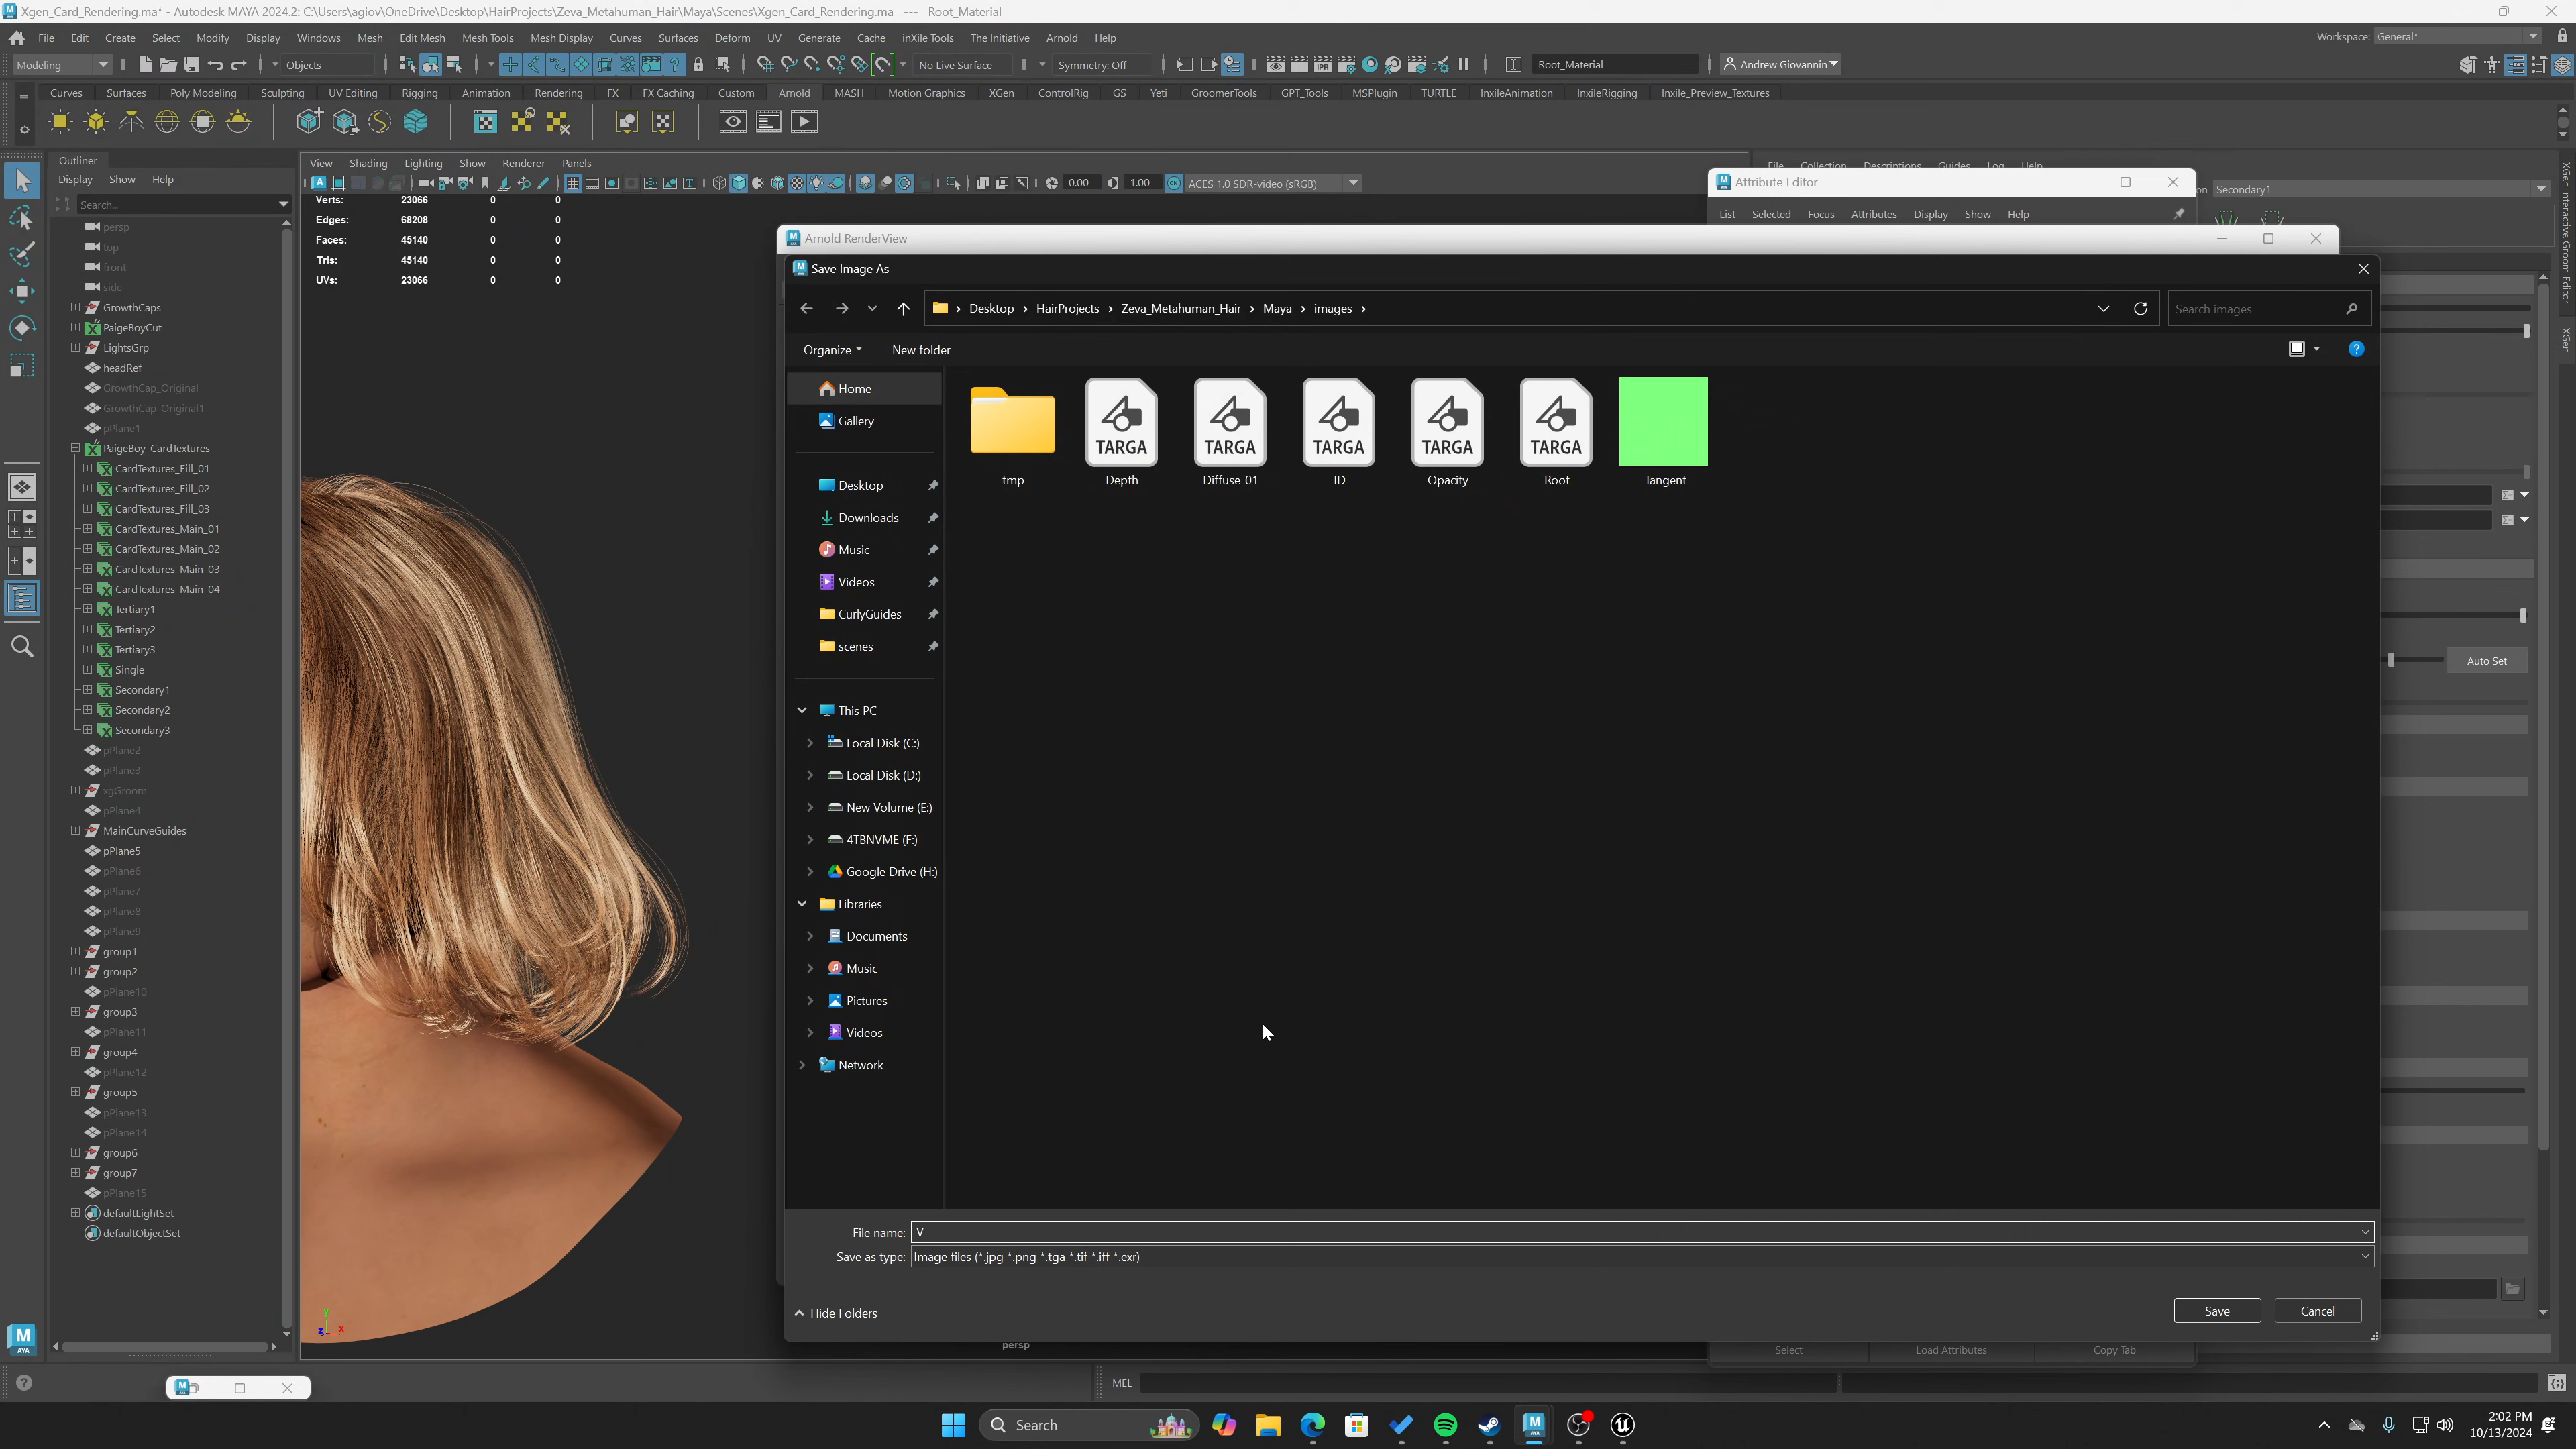 Xgen_Card_Rendering.ma* - Autodesk MAYA 2024.2: C:\Users\agiov\OneDrive\Desktop\HairProjects\Zeva_Metahuman_Hair\Maya\Scenes\Xgen_Card_Rendering.ma --- Root_Material
File Edit Create Select Modify Display Windows Mesh Edit Mesh Mesh Tools Mesh Display Curves Surfaces Deform UV Generate Cache inXile Tools The Initiative Arnold Help
Workspace: General*
Modeling Objects No Live Surface Symmetry: Off Root_Material Andrew Giovannin
Curves Surfaces Poly Modeling Sculpting UV Editing Rigging Animation Rendering FX FX Caching Custom Arnold MASH Motion Graphics XGen ControlRig GS Yeti GroomerTools GPT_Tools MSPlugin TURTLE InxileAnimation InxileRigging Inxile_Preview_Textures
Outliner
Display Show Help
Search...
persp
top
front
side
GrowthCaps
PaigeBoyCut
LightsGrp
headRef
GrowthCap_Original
GrowthCap_Original1
pPlane1
PaigeBoy_CardTextures
CardTextures_Fill_01
CardTextures_Fill_02
CardTextures_Fill_03
CardTextures_Main_01
CardTextures_Main_02
CardTextures_Main_03
CardTextures_Main_04
Tertiary1
Tertiary2
Tertiary3
Single
Secondary1
Secondary2
Secondary3
pPlane2
pPlane3
xgGroom
pPlane4
MainCurveGuides
pPlane5
pPlane6
pPlane7
pPlane8
pPlane9
group1
group2
pPlane10
group3
pPlane11
group4
pPlane12
group5
pPlane13
pPlane14
group6
group7
pPlane15
defaultLightSet
defaultObjectSet
View Shading Lighting Show Renderer Panels
0.00 1.00 ACES 1.0 SDR-video (sRGB)
Verts: 23066 0 0
Edges: 68208 0 0
Faces: 45140 0 0
Tris: 45140 0 0
UVs: 23066 0 0
persp
File Collection Descriptions Guides Log Help
Secondary1
Attribute Editor
List Selected Focus Attributes Display Show Help
Arnold RenderView
Save Image As
Desktop > HairProjects > Zeva_Metahuman_Hair > Maya > images >
Search images
Organize New folder
Home
Gallery
Desktop
Downloads
Music
Videos
CurlyGuides
scenes
This PC
Local Disk (C:)
Local Disk (D:)
New Volume (E:)
4TBNVME (F:)
Google Drive (H:)
Libraries
Documents
Music
Pictures
Videos
Network
TARGA TARGA TARGA TARGA TARGA
tmp Depth Diffuse_01 ID Opacity Root Tangent
File name: V
Save as type: Image files (*.jpg *.png *.tga *.tif *.iff *.exr)
Hide Folders
Save Cancel
Auto Set
XGen Interactive Groom Editor
XGen
Select Load Attributes Copy Tab
MEL
Search
2:02 PM
10/13/2024